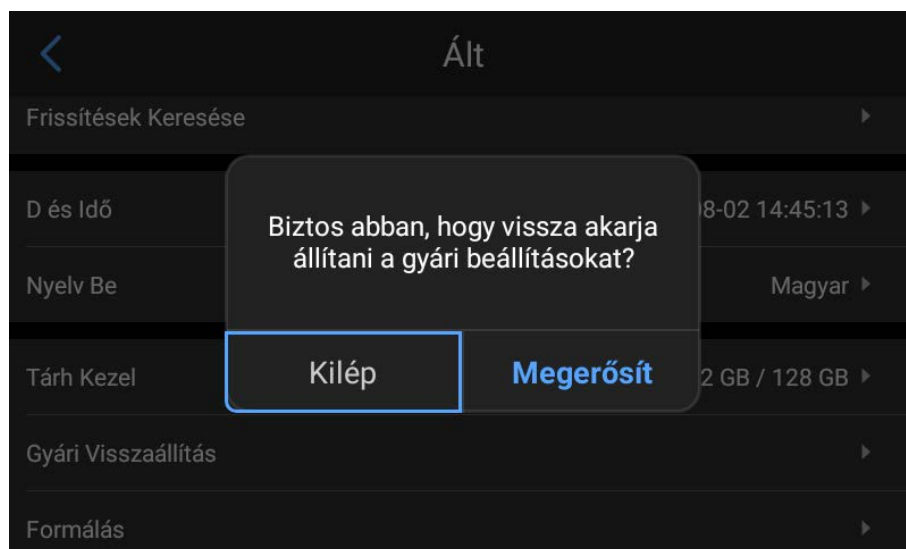 Ált
Frissítések Keresése
D és Idő
8-02 14:45:13
Nyelv Be
Magyar
Biztos abban, hogy vissza akarja
állítani a gyári beállításokat?
Kilép
Megerősít
Tárh Kezel
2 GB / 128 GB
Gyári Visszaállítás
Formálás